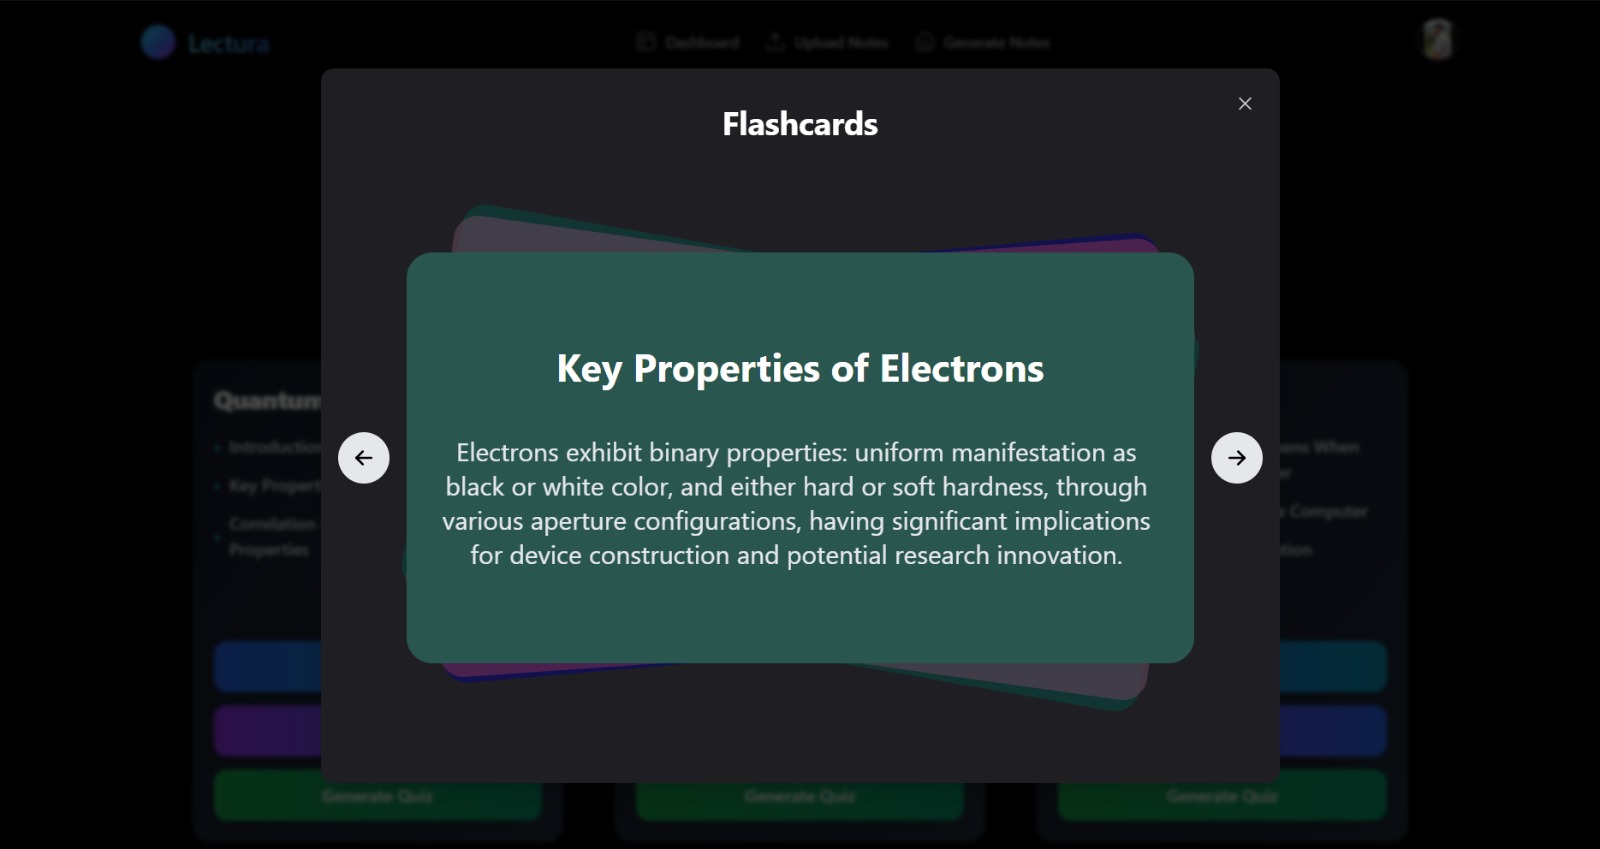 Lectura
Dashboard
Upload Notes
Generate Notes
Flashcards
Key Properties of Electrons
Electrons exhibit binary properties: uniform manifestation as
black or white color, and either hard or soft hardness, through
various aperture configurations, having significant implications
for device construction and potential research innovation.
Quantum
Introduction
Key Propert
Correlation
Properties
ens When
Computer
Generate Quiz
Generate Quiz
Generate Quiz